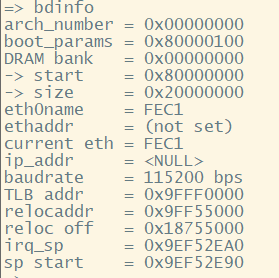 => bdinfo
arch_number = 0x00000000
boot_params = 0x80000100
DRAM bank = 0x00000000
-> start = 0x80000000
-> size = 0x20000000
eth0name = FEC1
ethaddr = (not set)
current eth = FEC1
ip_addr = <NULL>
baudrate = 115200 bps
TLB addr = 0x9FFF0000
relocaddr = 0x9FF55000
reloc off = 0x18755000
irq_sp = 0x9EF52EA0
sp start = 0x9EF52E90